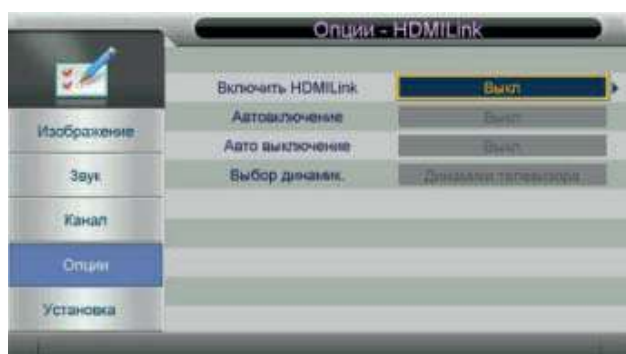 Опции - HDMILink
Включить HDMILink Выкл
Автовключение Выкл
Авто выключение Выкл
Выбор динамик. Динамики телевизора
Изображение
Звук
Канал
Опции
Установка